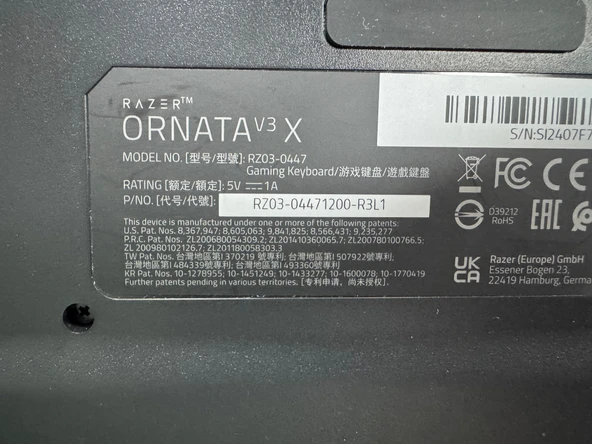 RAZER™
ORNATA V3 X
MODEL NO. [型号/型號]: RZ03-0447
Gaming Keyboard/游戏键盘/遊戲鍵盤
RATING [额定/額定]: 5V ⎓ 1A
P/NO. [代号/代號]: RZ03-04471200-R3L1
This device is manufactured under one or more of the following patents:
U.S. Pat. Nos. 8,367,947; 8,605,063; 9,841,825; 8,566,431; 9,235,277
P.R.C. Pat. Nos. ZL200680054309.2; ZL201410360065.7; ZL200780100766.5;
ZL 200980102126.7; ZL201180058303.3
TW Pat. Nos. 台灣地區第I 370219 號專利; 台灣地區第I 507922號專利;
台灣地區第I 484339號專利; 台灣地區第I 493360號專利
KR Pat. Nos. 10-1278955; 10-1451249; 10-1433277; 10-1600078; 10-1770419
Further patents pending in various territories. [专利申请，尚未授权].
S/N:SI2407F7
FC CE
039212
RoHS
EAC
UK
CA
Razer (Europe) GmbH
Essener Bogen 23,
22419 Hamburg, Germa